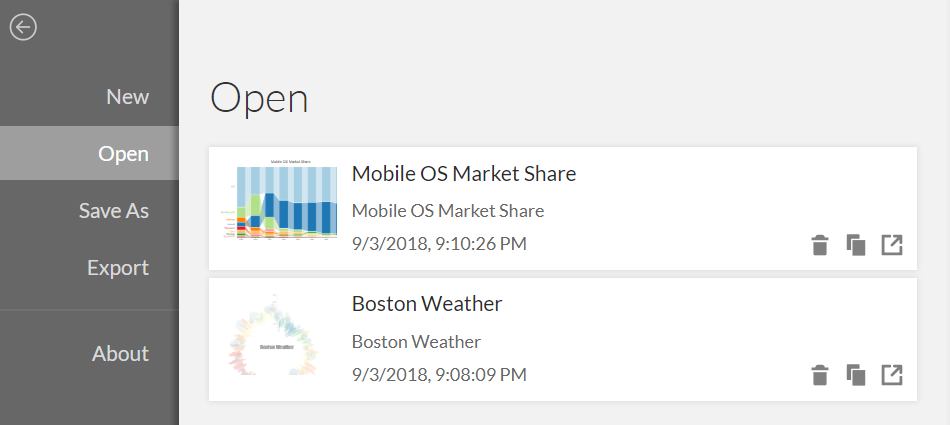 New
Open
Save As
Export
About
Open
Mobile OS Market Share
Mobile OS Market Share
Mobile OS Market Share
9/3/2018, 9:10:26 PM
Boston Weather
Boston Weather
Boston Weather
9/3/2018, 9:08:09 PM